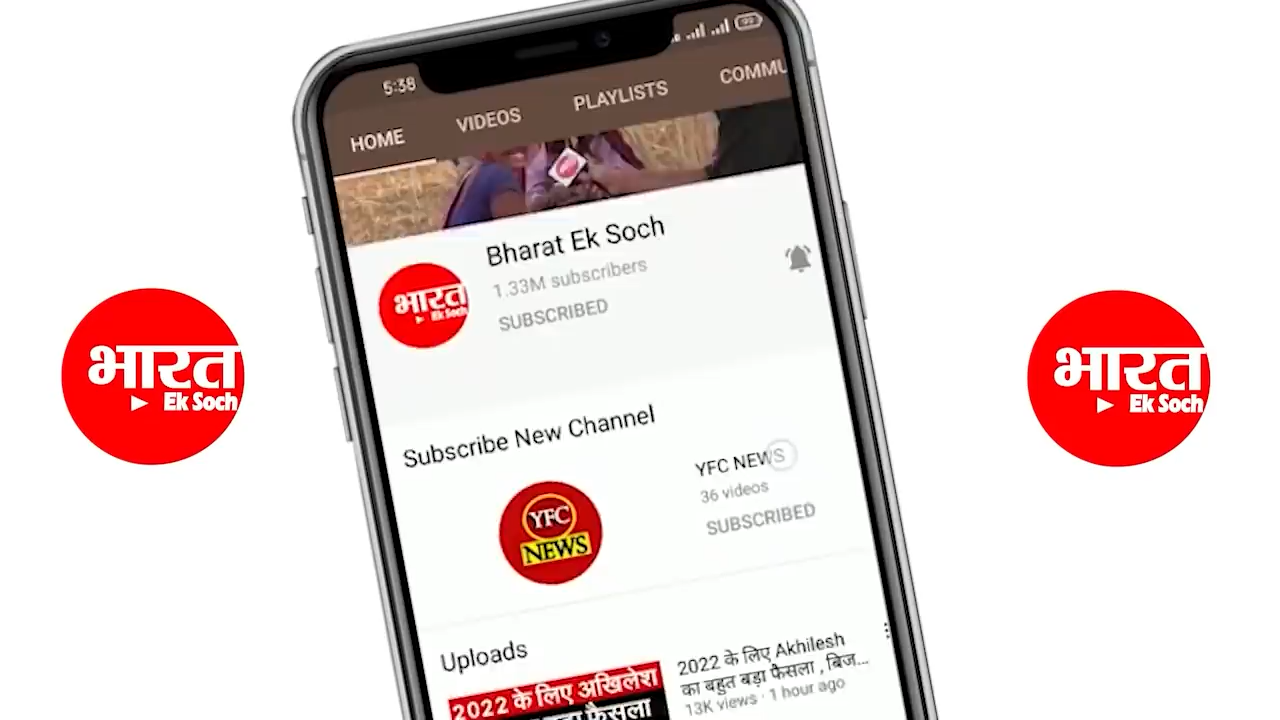 5:38
99
HOME
VIDEOS
PLAYLISTS
COMMU
Bharat Ek Soch
1.33M subscribers
SUBSCRIBED
भारत
Ek Soch
भारत
Ek Soch
भारत
Ek Soch
Subscribe New Channel
YFC
NEWS
YFC NEWS
36 videos
SUBSCRIBED
Uploads
2022 के लिए अखिलेश
फैसला
2022 के लिए Akhilesh
का बहुत बड़ा फैसला , बिज...
13K views · 1 hour ago